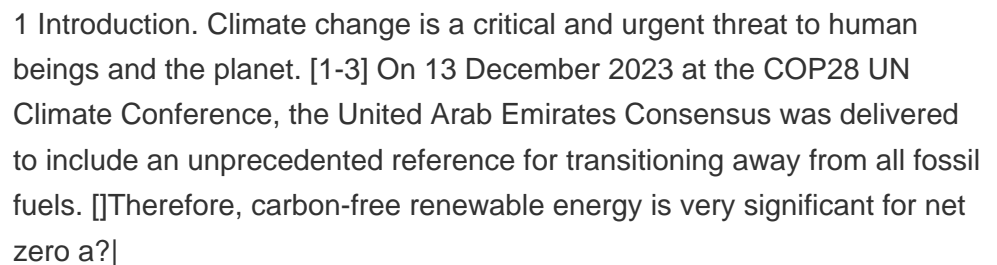 1 Introduction. Climate change is a critical and urgent threat to human
beings and the planet. [1-3] On 13 December 2023 at the COP28 UN
Climate Conference, the United Arab Emirates Consensus was delivered
to include an unprecedented reference for transitioning away from all fossil
fuels. []Therefore, carbon-free renewable energy is very significant for net
zero a?|